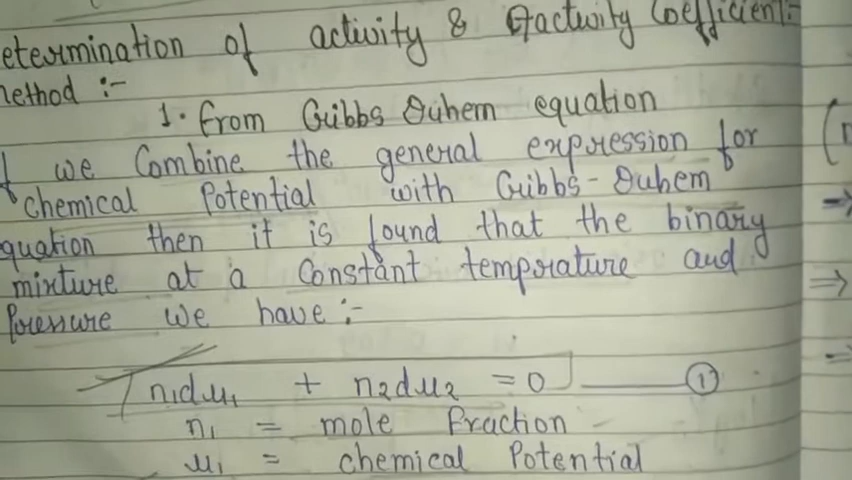 etermination of activity & activity Coefficient:-
ethod :-
1. From Gibbs Duhem equation
f we Combine the general expression for
chemical Potential with Gibbs-Duhem
quation then it is found that the binary
mixture at a Constant temprature and
Pressure we have :-
n₁dμ₁ + n₂dμ₂ = 0 ①
n₁ = mole Fraction
μ₁ = chemical Potential